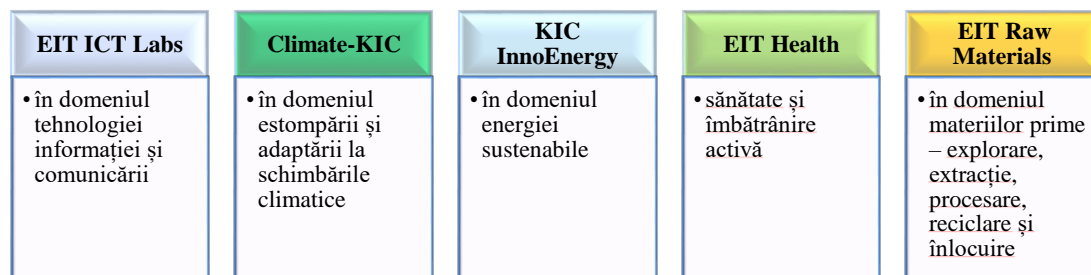 EIT ICT Labs
• în domeniul
tehnologiei
informației și
comunicării
Climate-KIC
• în domeniul
estompării și
adaptării la
schimbările
climatice
KIC
InnoEnergy
• în domeniul
energiei
sustenabile
EIT Health
• sănătate și
îmbătrânire
activă
EIT Raw
Materials
• în domeniul
materiilor prime
– explorare,
extracție,
procesare,
reciclare și
înlocuire